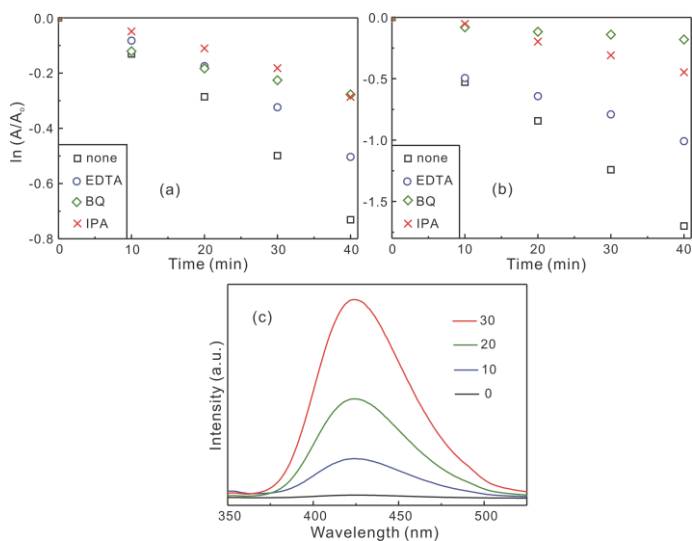 0.0
-0.2
-0.4
-0.6
-0.8
ln (A/A₀)
none
EDTA
BQ
IPA
(a)
0 10 20 30 40
Time (min)
0.0
-0.5
-1.0
-1.5
none
EDTA
BQ
IPA
(b)
0 10 20 30 40
Time (min)
(c)
30
20
10
0
Intensity (a.u.)
350 400 450 500
Wavelength (nm)